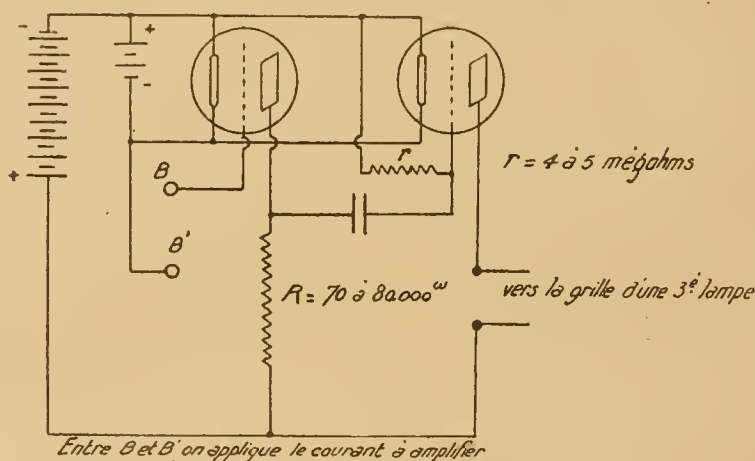 -
+
-
+
B
B'
r
r = 4 à 5 mégohms
R = 70 à 80.000ω
vers la grille d'une 3e lampe
Entre B et B' on applique le courant à amplifier